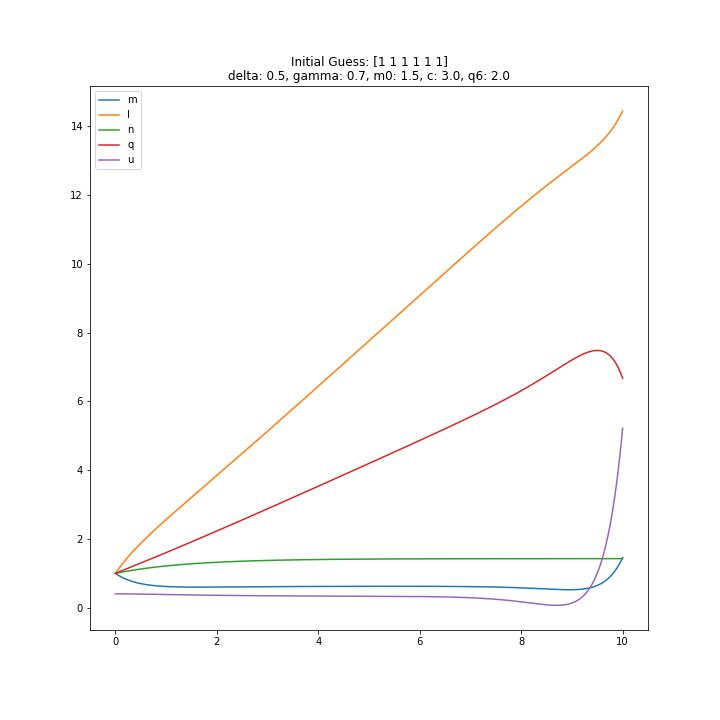 Initial Guess: [1 1 1 1 1 1]
delta: 0.5, gamma: 0.7, m0: 1.5, c: 3.0, q6: 2.0
m
l
n
q
u
14
12
10
8
6
4
2
0
0 2 4 6 8 10